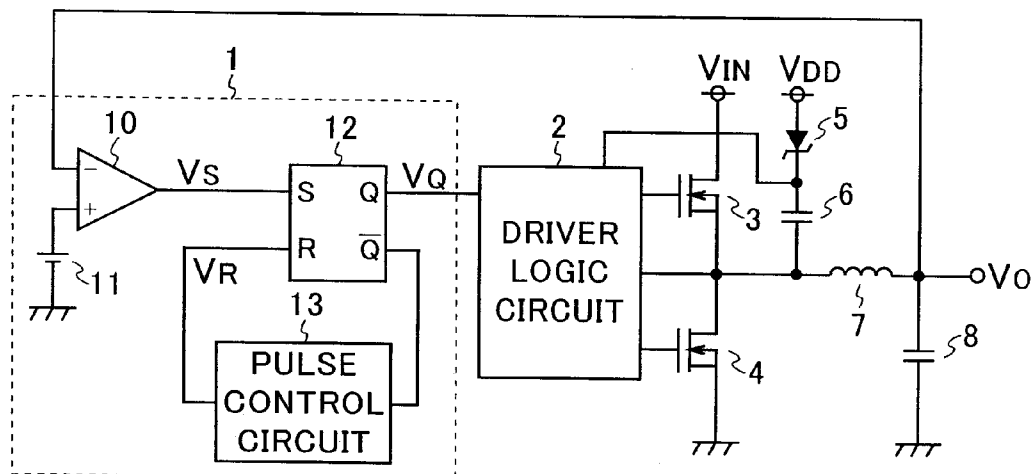 1
10
VS
12
S Q
R Q
VR
11
13
PULSE
CONTROL
CIRCUIT
VQ
2
DRIVER
LOGIC
CIRCUIT
VIN
VDD
5
3
6
4
7
8
VO